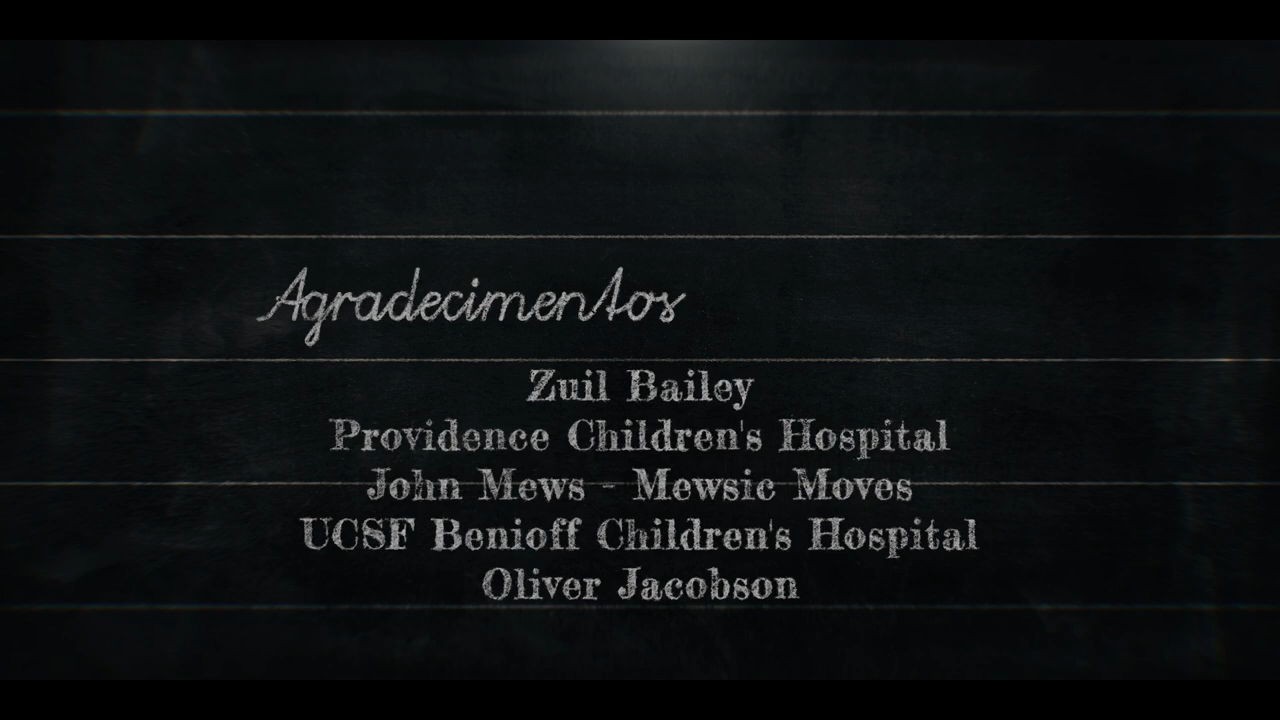 Agradecimentos
Zuil Bailey
Providence Children's Hospital
John Mews - Mewsic Moves
UCSF Benioff Children's Hospital
Oliver Jacobson